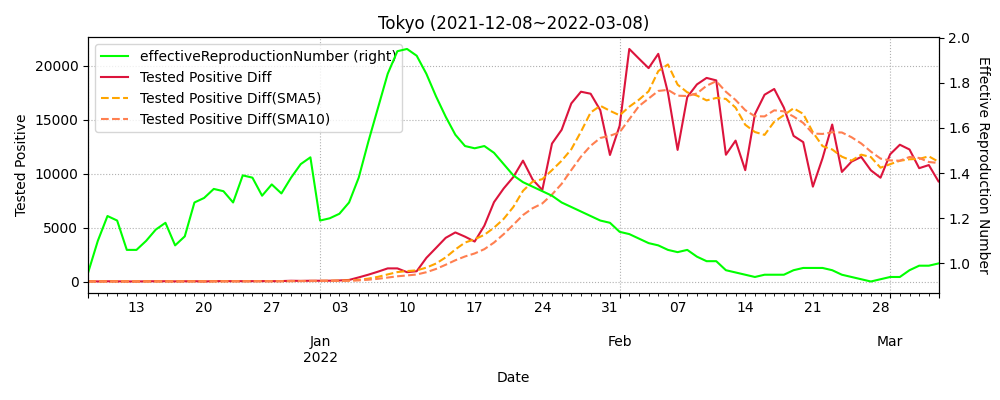 Tokyo (2021-12-08~2022-03-08)
effectiveReproductionNumber (right)
Tested Positive Diff
Tested Positive Diff(SMA5)
Tested Positive Diff(SMA10)
Tested Positive
20000
15000
10000
5000
0
2.0
1.8
1.6
1.4
1.2
1.0
Effective Reproduction Number
13 20 27 03 10 17 24 31 07 14 21 28
Jan Feb Mar
2022
Date